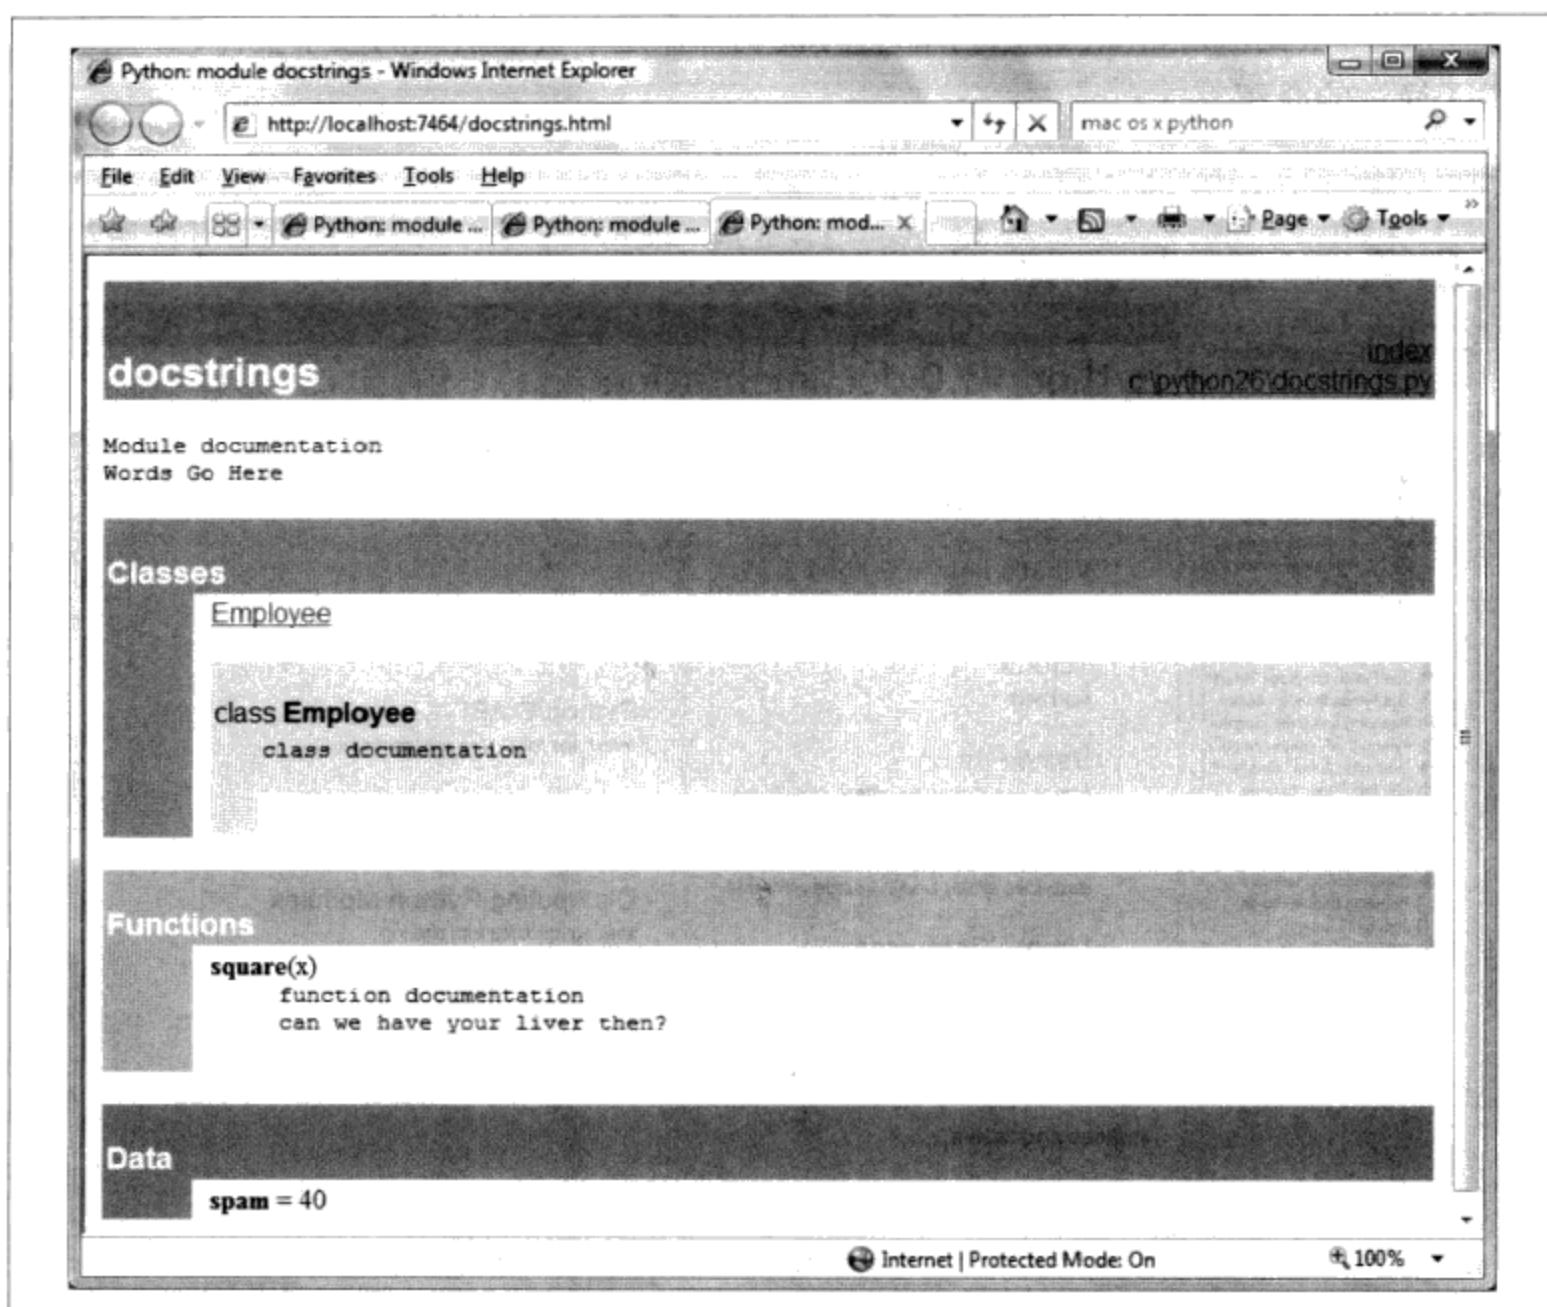 Python: module docstrings - Windows Internet Explorer
http://localhost:7464/docstrings.html
mac os x python
File Edit View Favorites Tools Help
Python: module ... Python: module ... Python: mod... Page Tools
docstrings
index
c:\python26\docstrings.py
Module documentation
Words Go Here
Classes
Employee
class Employee
class documentation
Functions
square(x)
function documentation
can we have your liver then?
Data
spam = 40
Internet | Protected Mode: On 100%